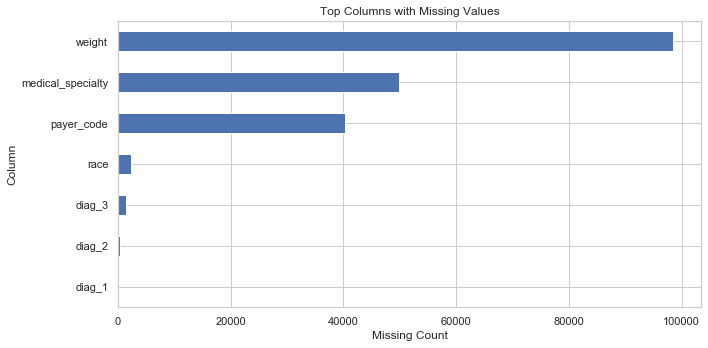 Top Columns with Missing Values
weight
medical_specialty
payer_code
race
diag_3
diag_2
diag_1
Column
0 20000 40000 60000 80000 100000
Missing Count